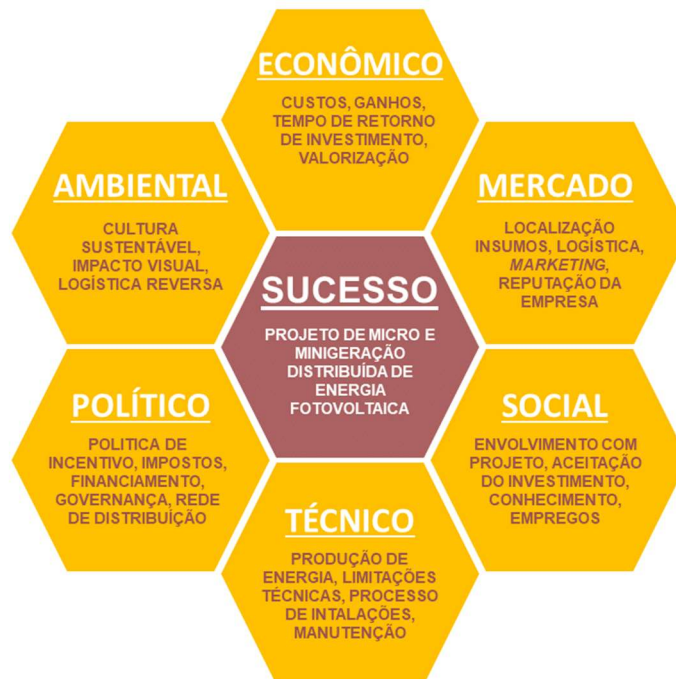 ECONÔMICO
CUSTOS, GANHOS,
TEMPO DE RETORNO
DE INVESTIMENTO,
VALORIZAÇÃO
AMBIENTAL
CULTURA
SUSTENTÁVEL,
IMPACTO VISUAL,
LOGÍSTICA REVERSA
MERCADO
LOCALIZAÇÃO
INSUMOS, LOGÍSTICA,
MARKETING,
REPUTAÇÃO DA
EMPRESA
SUCESSO
PROJETO DE MICRO E
MINIGERAÇÃO
DISTRIBUÍDA DE
ENERGIA
FOTOVOLTAICA
POLÍTICO
POLITICA DE
INCENTIVO, IMPOSTOS,
FINANCIAMENTO,
GOVERNANÇA, REDE
DE DISTRIBUÍÇÃO
SOCIAL
ENVOLVIMENTO COM
PROJETO, ACEITAÇÃO
DO INVESTIMENTO,
CONHECIMENTO,
EMPREGOS
TÉCNICO
PRODUÇÃO DE
ENERGIA, LIMITAÇÕES
TÉCNICAS, PROCESSO
DE INTALAÇÕES,
MANUTENÇÃO